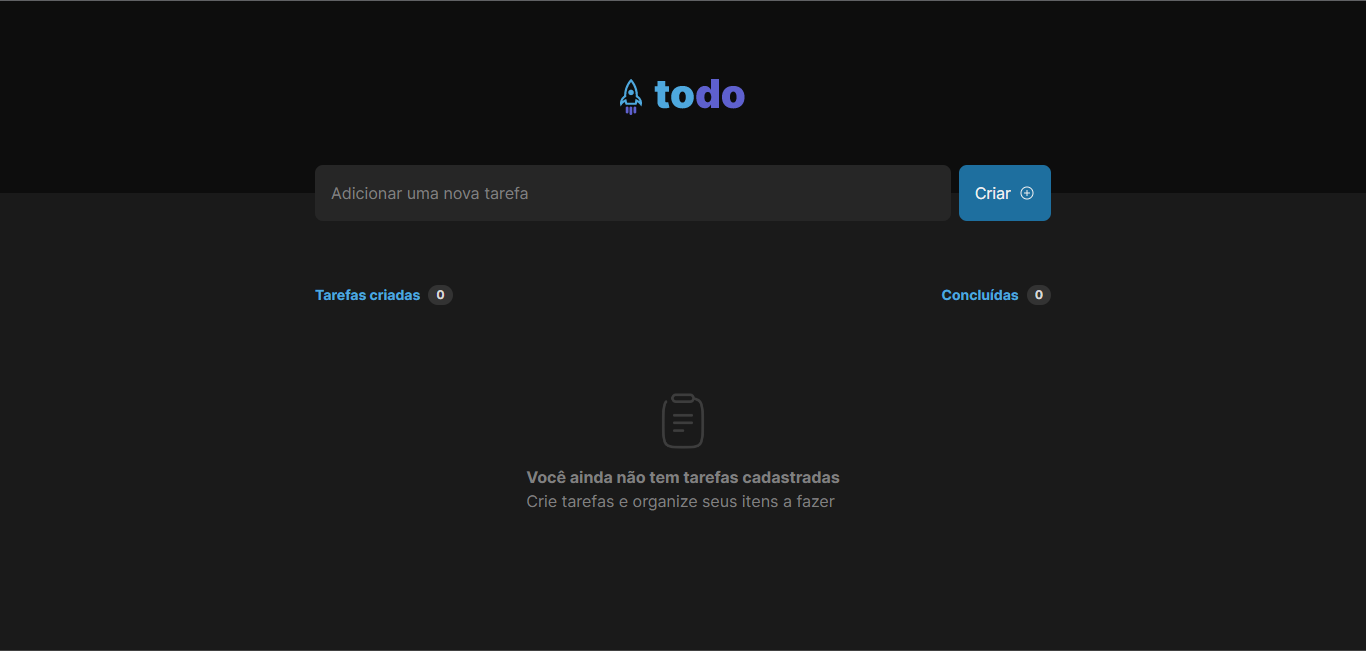 todo
Adicionar uma nova tarefa
Criar
Tarefas criadas 0
Concluídas 0
Você ainda não tem tarefas cadastradas
Crie tarefas e organize seus itens a fazer